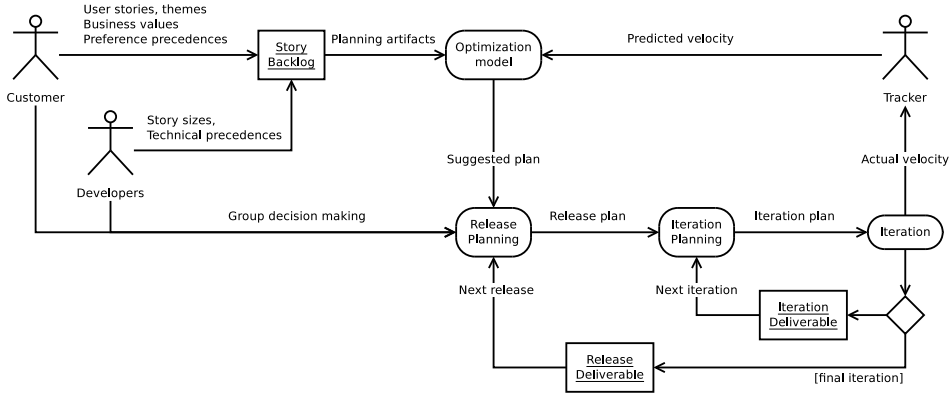 User stories, themes
Business values
Preference precedences
Customer
Story
Backlog
Planning artifacts
Optimization
model
Predicted velocity
Tracker
Story sizes,
Technical precedences
Developers
Suggested plan
Actual velocity
Group decision making
Release
Planning
Release plan
Iteration
Planning
Iteration plan
Iteration
Next release
Next iteration
Iteration
Deliverable
Release
Deliverable
[final iteration]